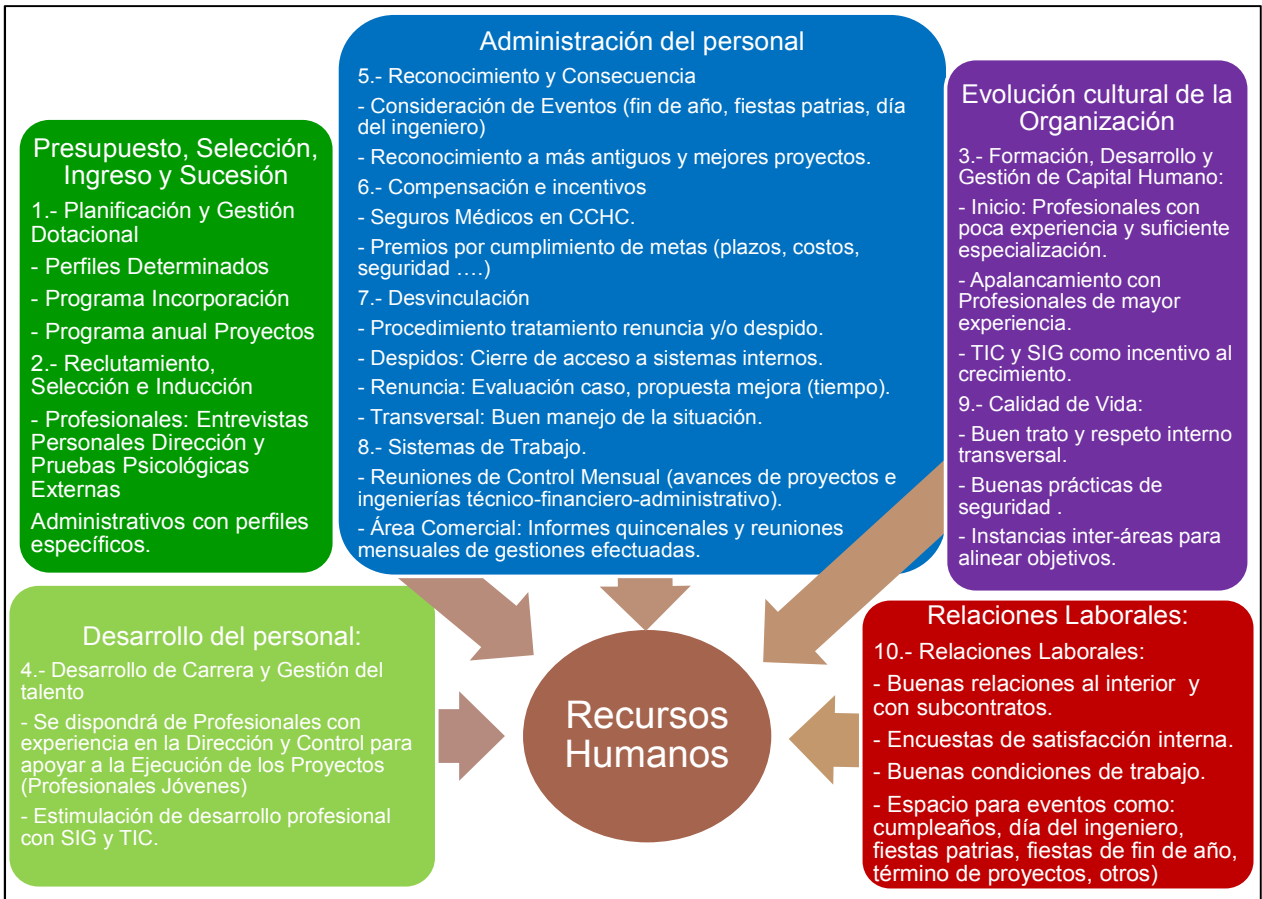 Presupuesto, Selección,
Ingreso y Sucesión
1.- Planificación y Gestión
Dotacional
- Perfiles Determinados
- Programa Incorporación
- Programa anual Proyectos
2.- Reclutamiento,
Selección e Inducción
- Profesionales: Entrevistas
Personales Dirección y
Pruebas Psicológicas
Externas
Administrativos con perfiles
específicos.
Administración del personal
5.- Reconocimiento y Consecuencia
- Consideración de Eventos (fin de año, fiestas patrias, día
del ingeniero)
- Reconocimiento a más antiguos y mejores proyectos.
6.- Compensación e incentivos
- Seguros Médicos en CCHC.
- Premios por cumplimiento de metas (plazos, costos,
seguridad ….)
7.- Desvinculación
- Procedimiento tratamiento renuncia y/o despido.
- Despidos: Cierre de acceso a sistemas internos.
- Renuncia: Evaluación caso, propuesta mejora (tiempo).
- Transversal: Buen manejo de la situación.
8.- Sistemas de Trabajo.
- Reuniones de Control Mensual (avances de proyectos e
ingenierías técnico-financiero-administrativo).
- Área Comercial: Informes quincenales y reuniones
mensuales de gestiones efectuadas.
Evolución cultural de la
Organización
3.- Formación, Desarrollo y
Gestión de Capital Humano:
- Inicio: Profesionales con
poca experiencia y suficiente
especialización.
- Apalancamiento con
Profesionales de mayor
experiencia.
- TIC y SIG como incentivo al
crecimiento.
9.- Calidad de Vida:
- Buen trato y respeto interno
transversal.
- Buenas prácticas de
seguridad .
- Instancias inter-áreas para
alinear objetivos.
Desarrollo del personal:
4.- Desarrollo de Carrera y Gestión del
talento
- Se dispondrá de Profesionales con
experiencia en la Dirección y Control para
apoyar a la Ejecución de los Proyectos
(Profesionales Jóvenes)
- Estimulación de desarrollo profesional
con SIG y TIC.
Recursos
Humanos
Relaciones Laborales:
10.- Relaciones Laborales:
- Buenas relaciones al interior y
con subcontratos.
- Encuestas de satisfacción interna.
- Buenas condiciones de trabajo.
- Espacio para eventos como:
cumpleaños, día del ingeniero,
fiestas patrias, fiestas de fin de año,
término de proyectos, otros)